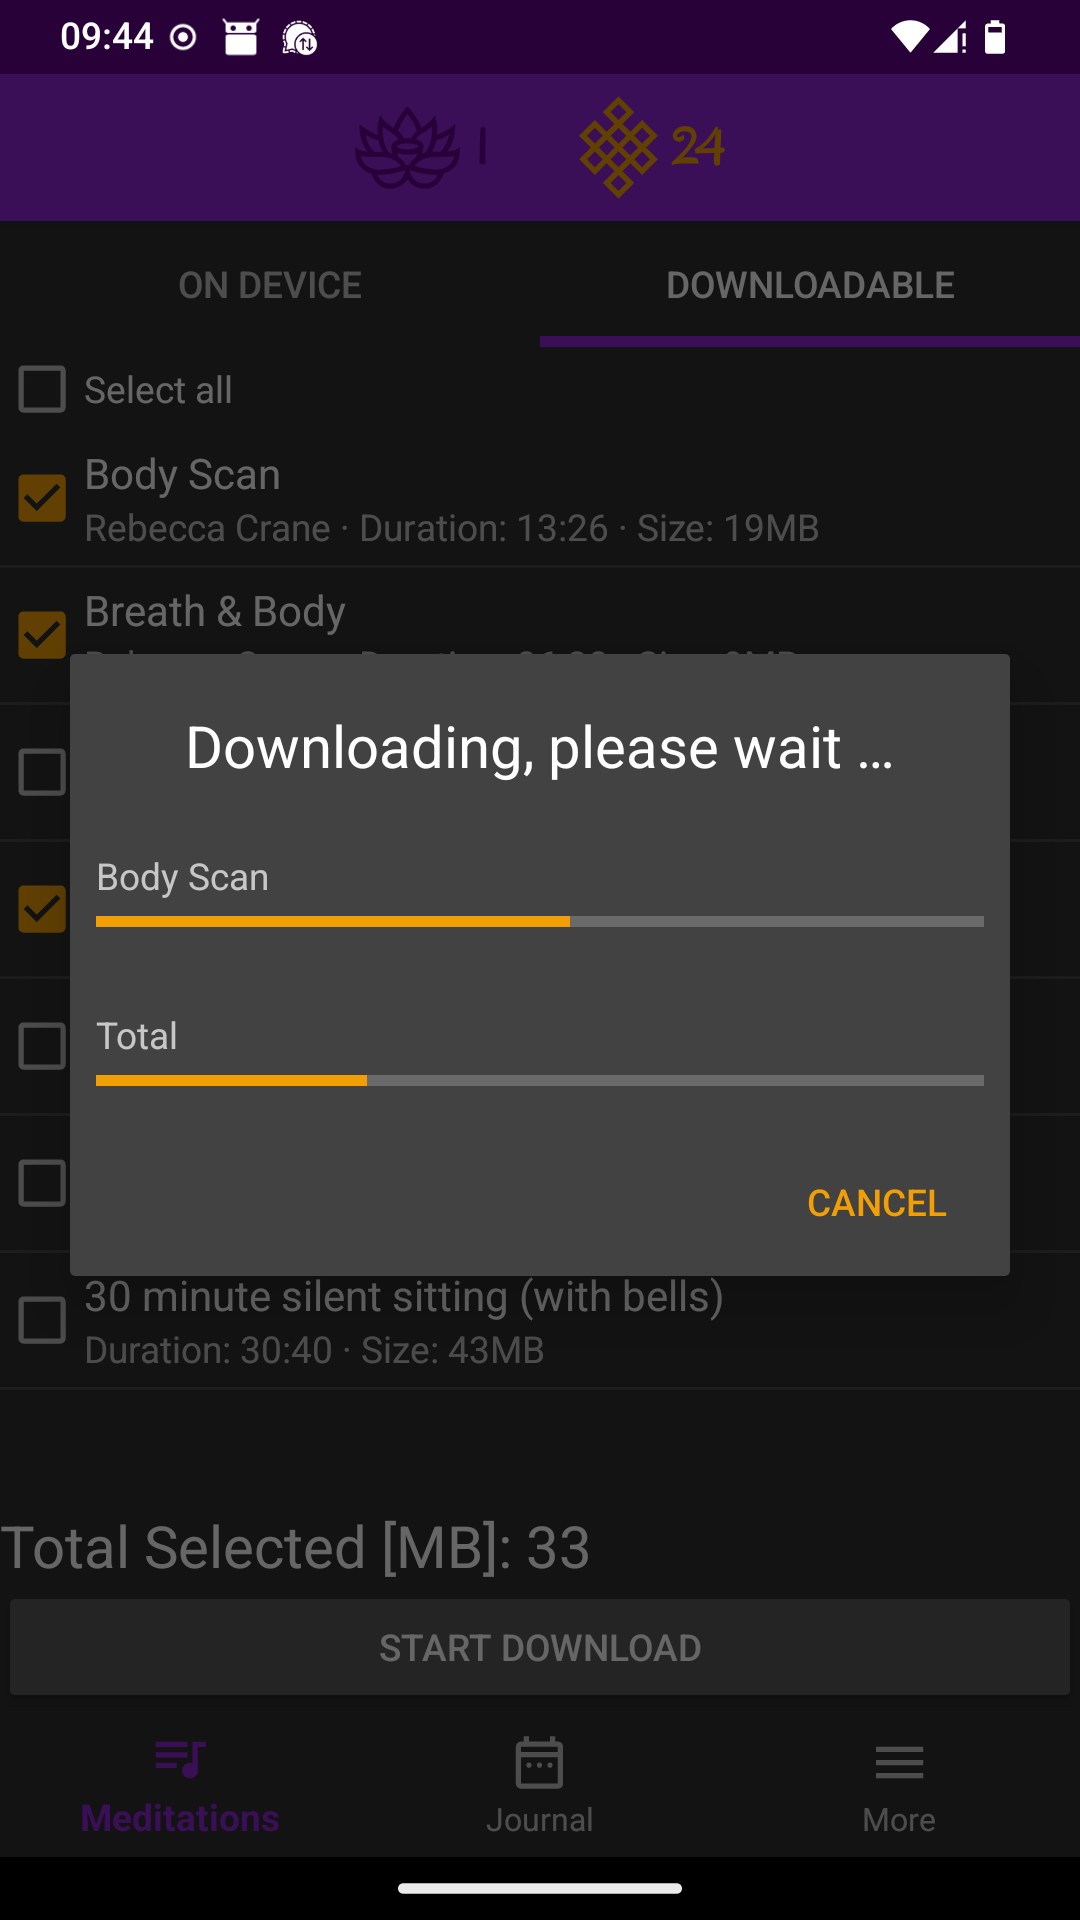 09:44
1
24
ON DEVICE
DOWNLOADABLE
Select all
Body Scan
Rebecca Crane · Duration: 13:26 · Size: 19MB
Breath & Body
Downloading, please wait ...
Body Scan
Total
CANCEL
30 minute silent sitting (with bells)
Duration: 30:40 · Size: 43MB
Total Selected [MB]: 33
START DOWNLOAD
Meditations
Journal
More